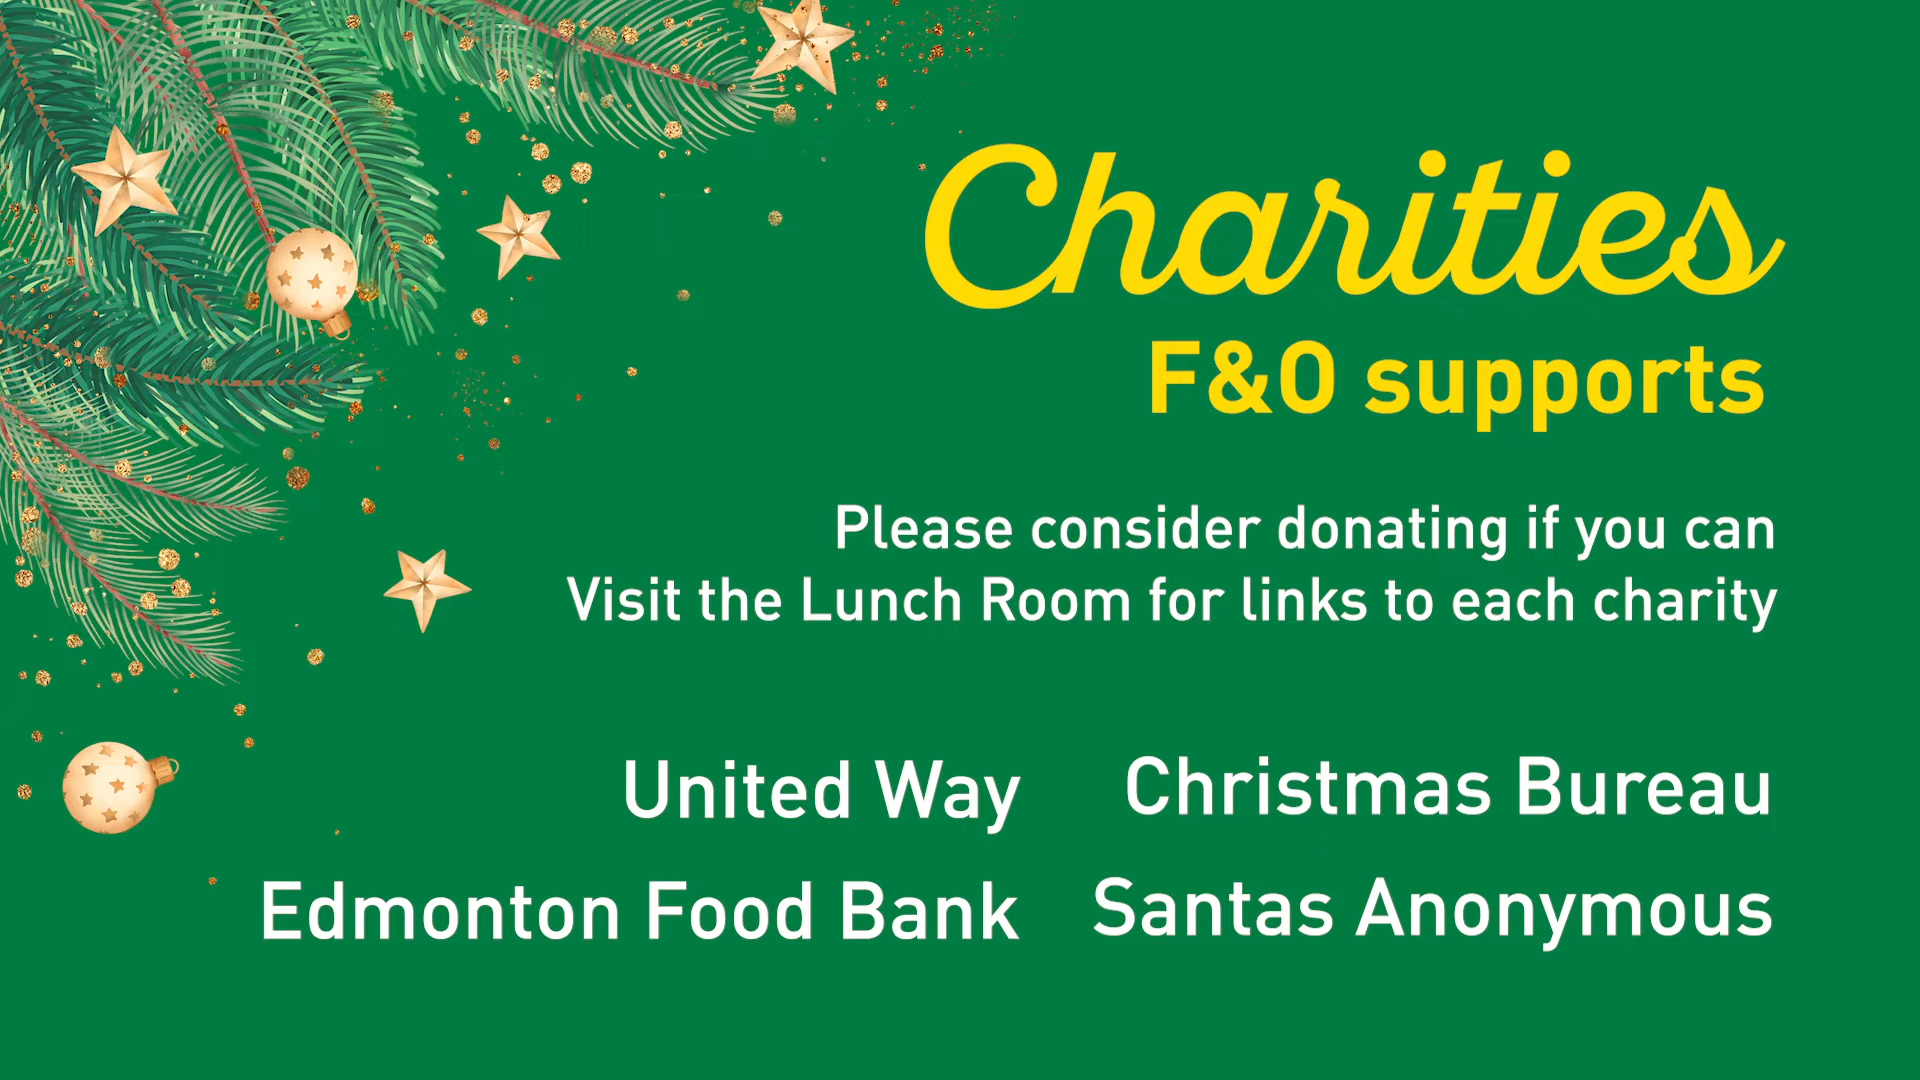 Charities
F&O supports
Please consider donating if you can
Visit the Lunch Room for links to each charity
United Way
Christmas Bureau
Edmonton Food Bank
Santas Anonymous